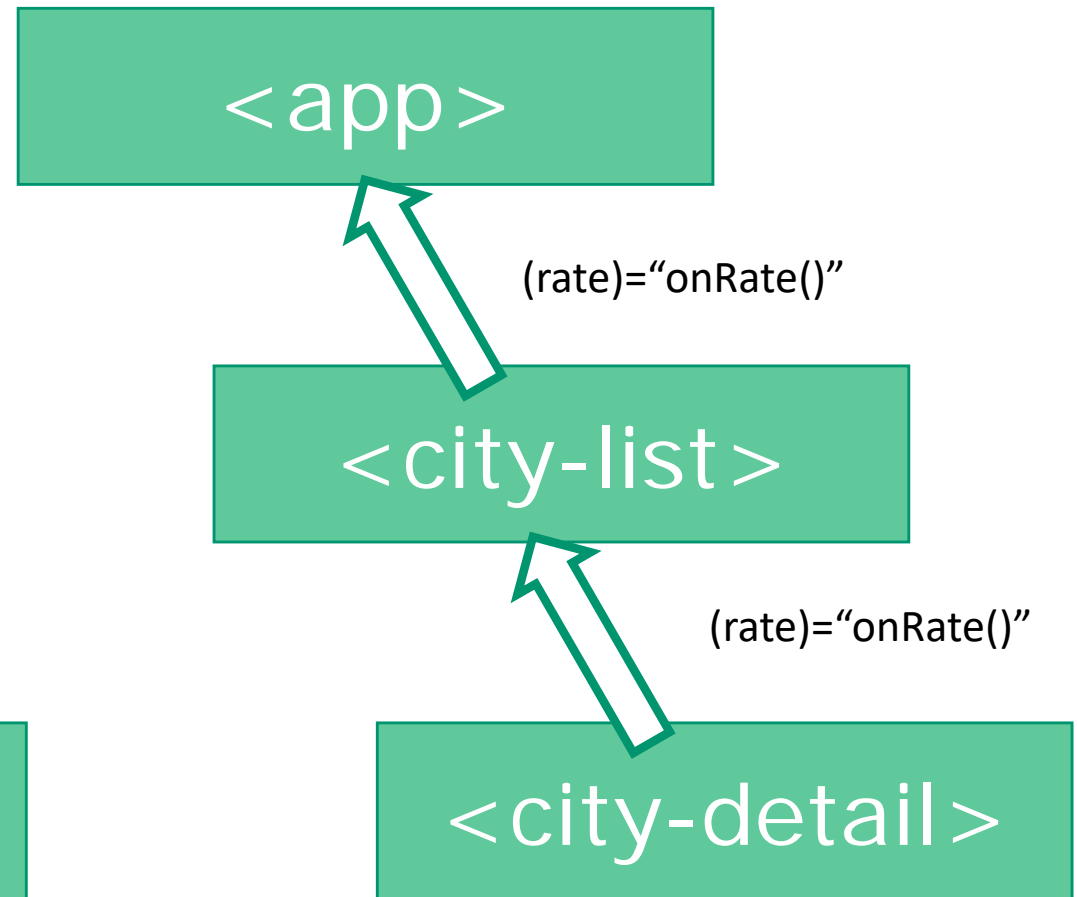 <app>
(rate)=“onRate()”
<city-list>
(rate)=“onRate()”
<city-detail>